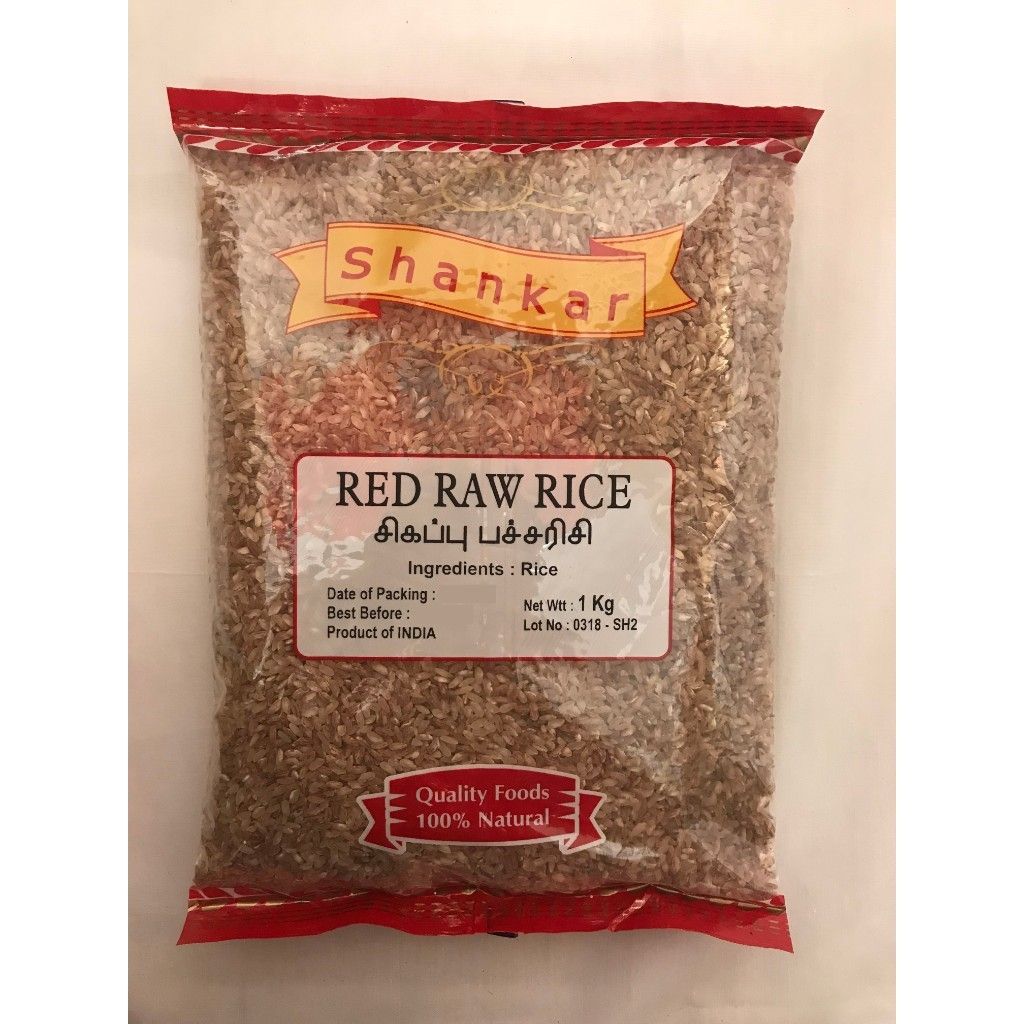 Shankar
RED RAW RICE
சிகப்பு பச்சரிசி
Ingredients : Rice
Date of Packing :
Best Before :
Product of INDIA
Net Wtt : 1 Kg
Lot No : 0318 - SH2
Quality Foods
100% Natural